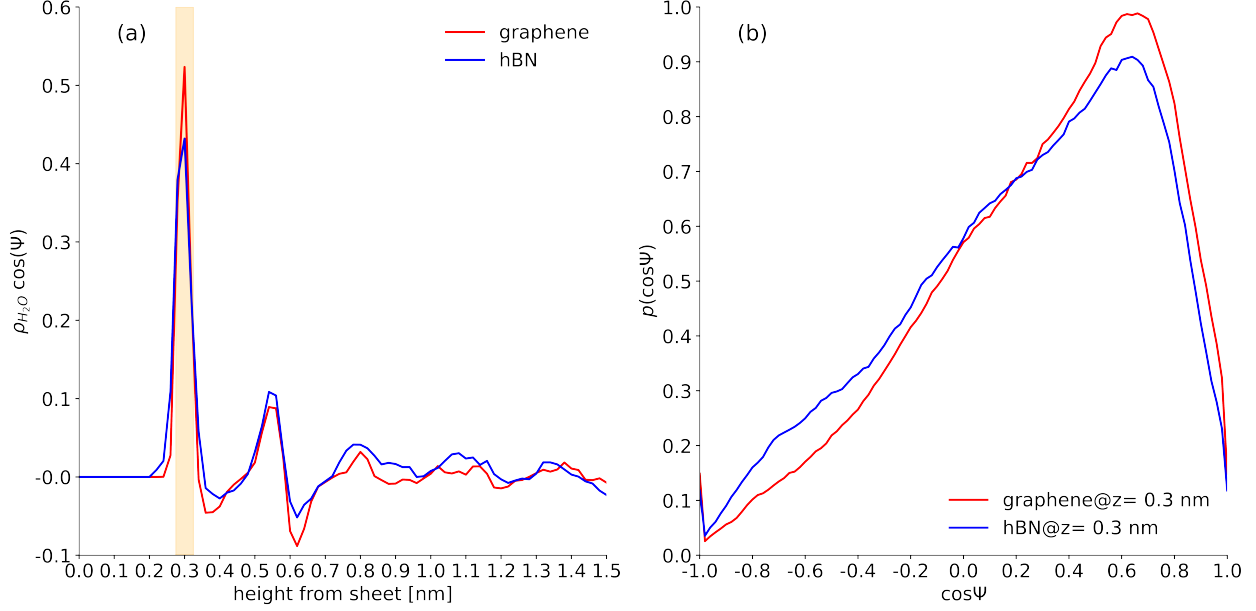 (a)
graphene
hBN
0.6
0.5
0.4
0.3
0.2
0.1
-0.0
-0.1
ρH₂O cos(Ψ)
0.0 0.1 0.2 0.3 0.4 0.5 0.6 0.7 0.8 0.9 1.0 1.1 1.2 1.3 1.4 1.5
height from sheet [nm]
(b)
1.0
0.9
0.8
0.7
0.6
0.5
0.4
0.3
0.2
0.1
0.0
p(cosΨ)
graphene@z= 0.3 nm
hBN@z= 0.3 nm
-1.0 -0.8 -0.6 -0.4 -0.2 0.0 0.2 0.4 0.6 0.8 1.0
cosΨ